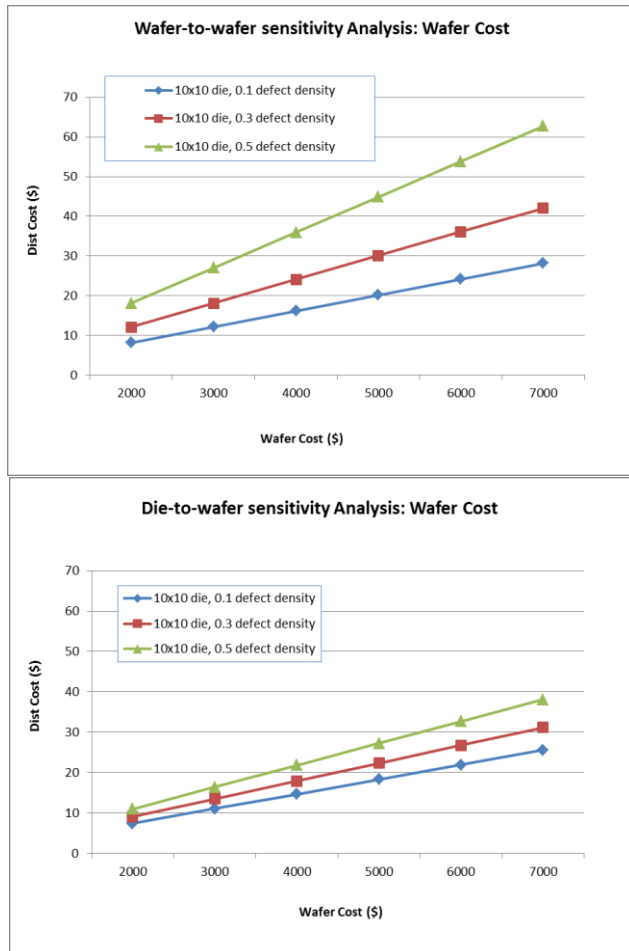 Wafer-to-wafer sensitivity Analysis: Wafer Cost
10x10 die, 0.1 defect density
10x10 die, 0.3 defect density
10x10 die, 0.5 defect density
70
60
50
40
30
20
10
0
Dist Cost ($)
2000 3000 4000 5000 6000 7000
Wafer Cost ($)
Die-to-wafer sensitivity Analysis: Wafer Cost
70
60
50
40
30
20
10
0
10x10 die, 0.1 defect density
10x10 die, 0.3 defect density
10x10 die, 0.5 defect density
Dist Cost ($)
2000 3000 4000 5000 6000 7000
Wafer Cost ($)